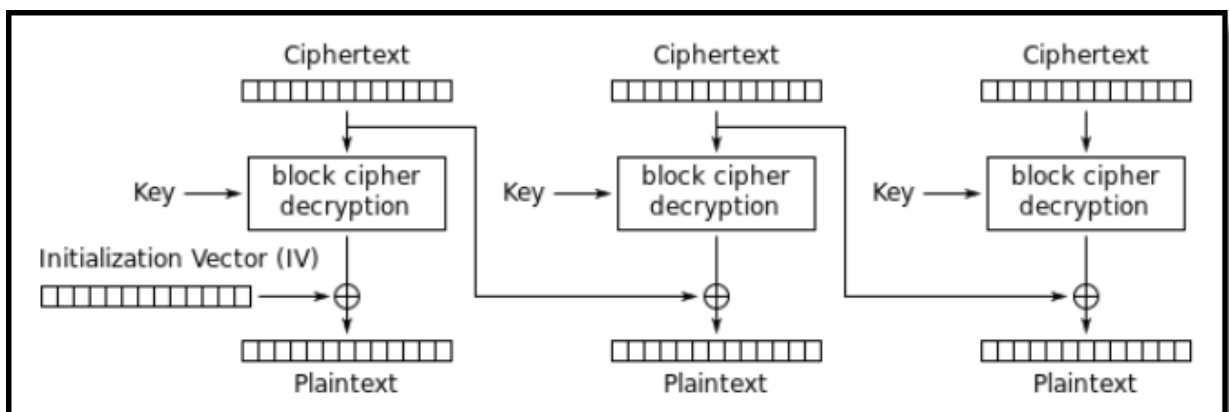 Ciphertext
Ciphertext
Ciphertext
Key
block cipher
decryption
Key
block cipher
decryption
Key
block cipher
decryption
Initialization Vector (IV)
Plaintext
Plaintext
Plaintext